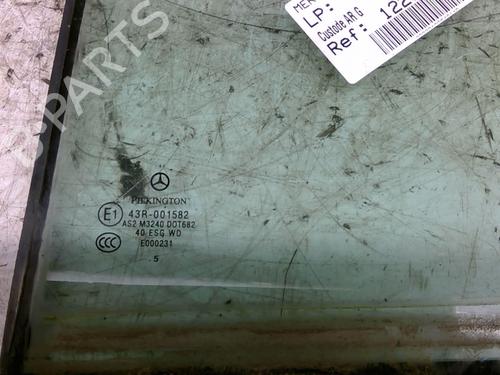 MER
LP:
Custode AR G
Ref: 122
B-PARTS
PILKINGTON
E1 43R-001582
AS2 M3240 DOT682
40 ESG WD
CCC E000231
5